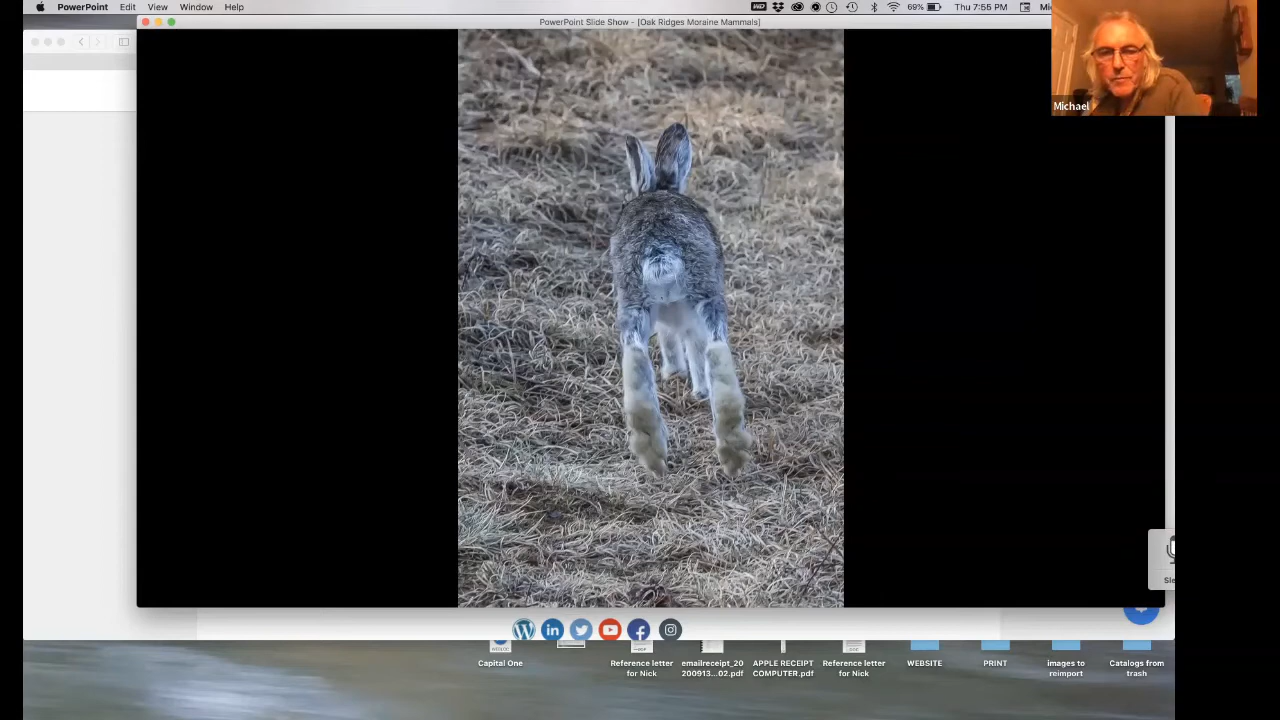 PowerPoint Edit View Window Help
69%
Thu 7:55 PM
PowerPoint Slide Show - [Oak Ridges Moraine Mammals]
Michael
in
Capital One
Reference letter
for Nick
emailreceipt_20
200913...02.pdf
APPLE RECEIPT
COMPUTER.pdf
Reference letter
for Nick
WEBSITE
PRINT
images to
reimport
Catalogs from
trash